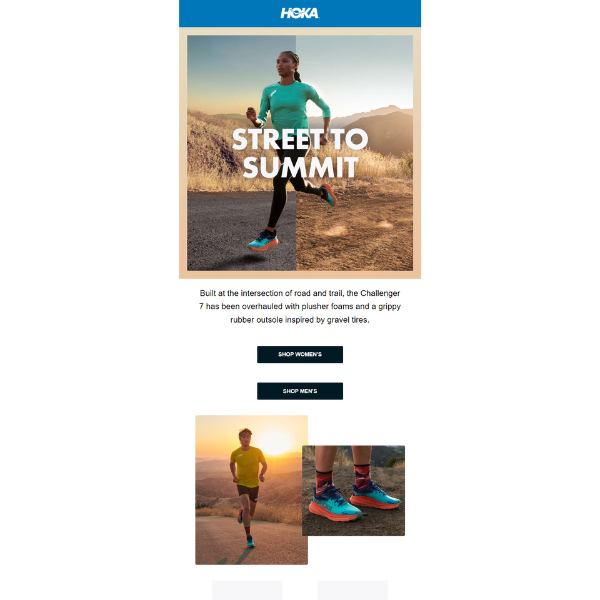 HOKA
STREET TO
SUMMIT
Built at the intersection of road and trail, the Challenger
7 has been overhauled with plusher foams and a grippy
rubber outsole inspired by gravel tires.
SHOP WOMEN'S
SHOP MEN'S